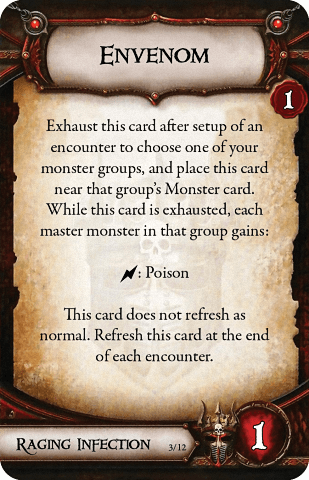 Envenom
1
Exhaust this card after setup of an
encounter to choose one of your
monster groups, and place this card
near that group's Monster card.
While this card is exhausted, each
master monster in that group gains:
: Poison
This card does not refresh as
normal. Refresh this card at the end
of each encounter.
Raging Infection 3/12
1